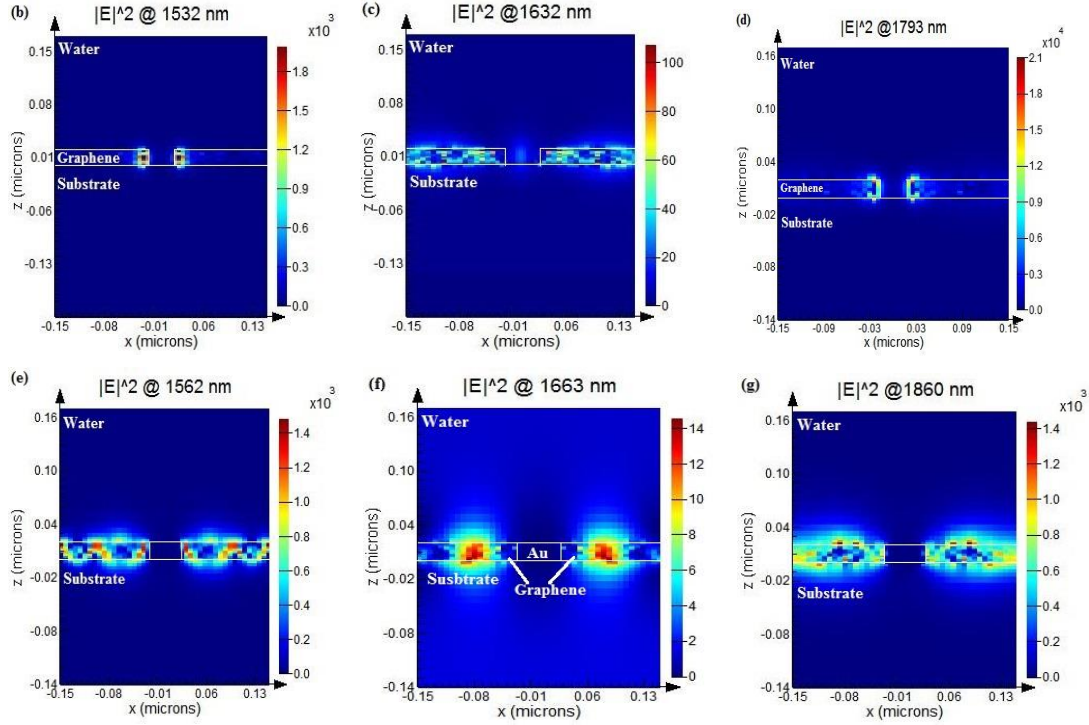 (b)
|E|^2 @ 1532 nm
x10^3
Water
Graphene
Substrate
0.15
0.08
0.01
-0.06
-0.13
z (microns)
-0.15 -0.08 -0.01 0.06 0.13
x (microns)
1.8
1.5
1.2
0.9
0.6
0.3
0.0
(c)
|E|^2 @1632 nm
Water
Substrate
0.15
0.08
0.01
-0.06
-0.13
z (microns)
-0.15 -0.08 -0.01 0.06 0.13
x (microns)
100
80
60
40
20
0
(d)
|E|^2 @1793 nm
x10^4
Water
Graphene
Substrate
0.16
0.10
0.04
-0.02
-0.08
-0.14
z (microns)
-0.15 -0.09 -0.03 0.03 0.09 0.15
x (microns)
2.1
1.8
1.5
1.2
0.9
0.6
0.3
0.0
(e)
|E|^2 @ 1562 nm
x10^3
Water
Substrate
0.16
0.10
0.04
-0.02
-0.08
-0.14
z (microns)
-0.15 -0.08 -0.01 0.06 0.13
x (microns)
1.4
1.2
1.0
0.8
0.6
0.4
0.2
0.0
(f)
|E|^2 @ 1663 nm
Water
Au
Susbtrate
Graphene
0.16
0.10
0.04
-0.02
-0.08
-0.14
z (microns)
-0.15 -0.08 -0.01 0.06 0.13
x (microns)
14
12
10
8
6
4
2
0
(g)
|E|^2 @1860 nm
x10^3
Water
Substrate
0.16
0.10
0.04
-0.02
-0.08
-0.14
z (microns)
-0.15 -0.08 -0.01 0.06 0.13
x (microns)
1.4
1.2
1.0
0.8
0.6
0.4
0.2
0.0